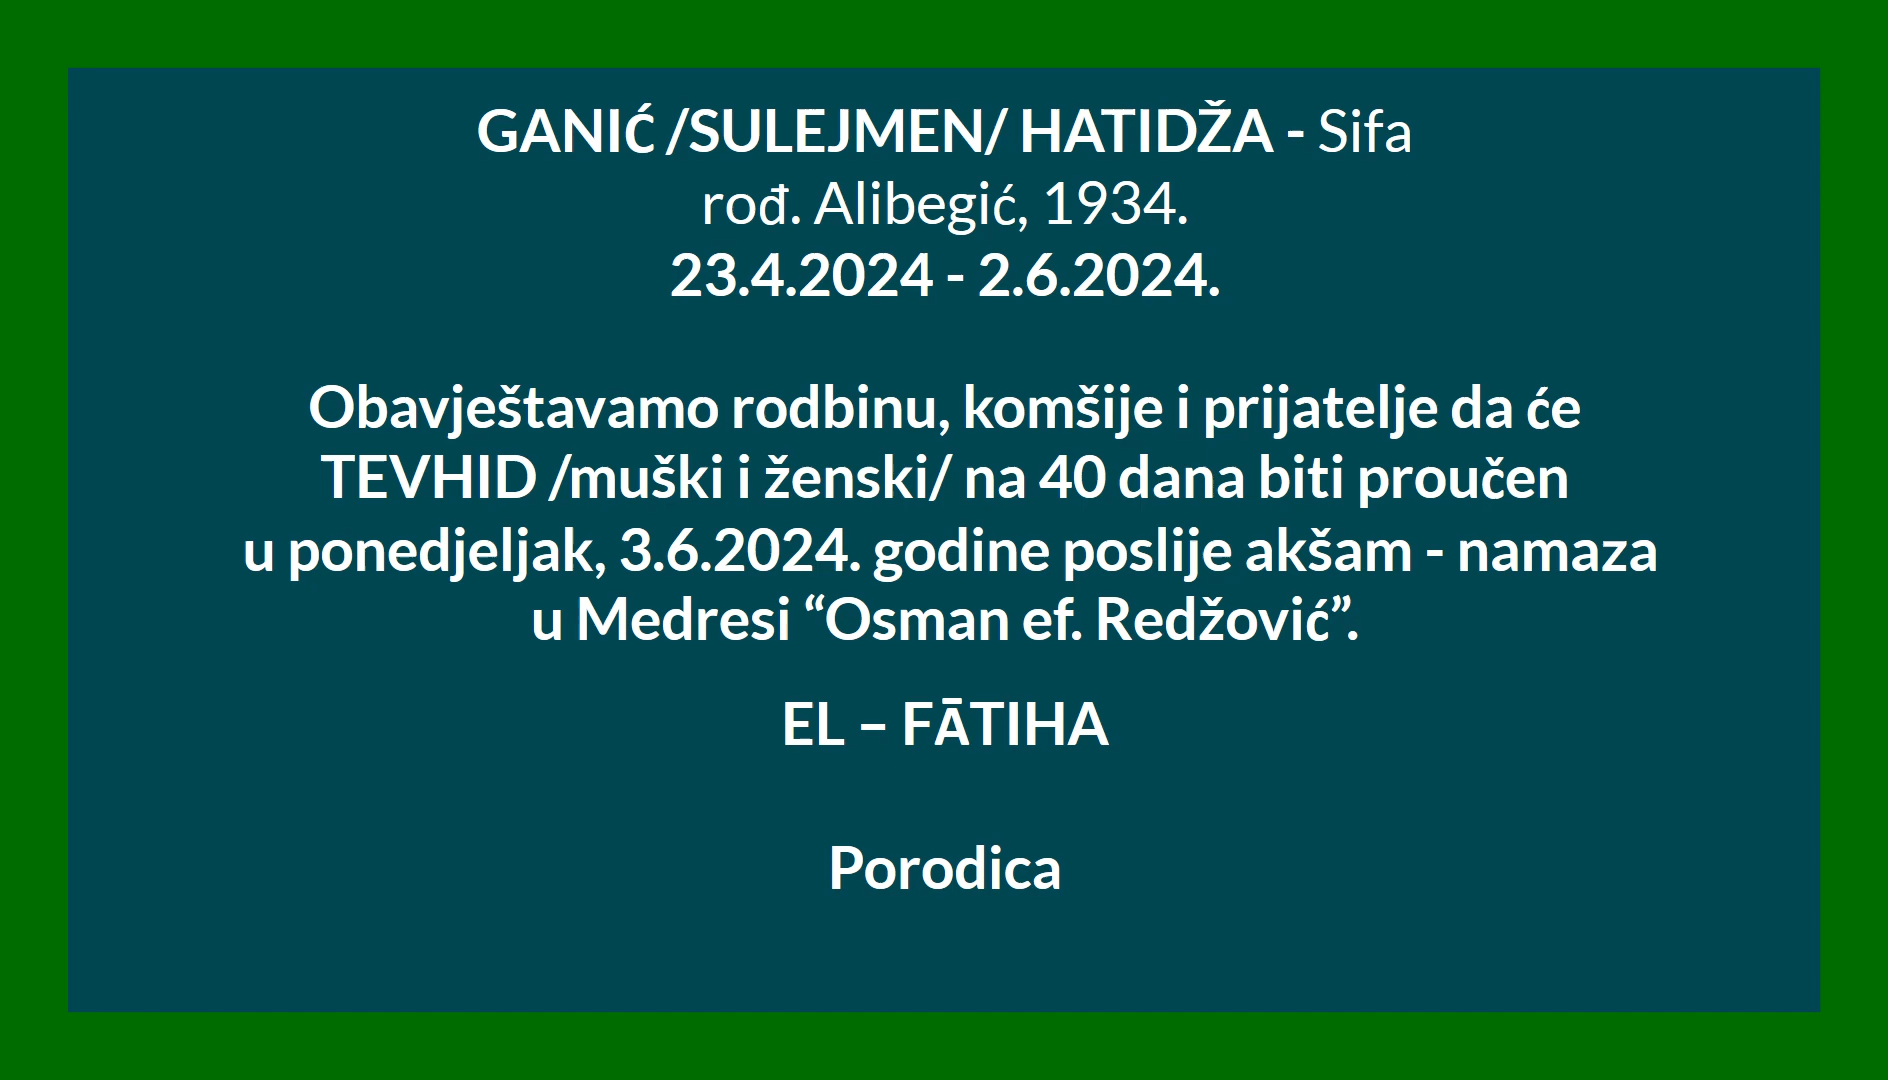 GANIĆ /SULEJMEN/ HATIDŽA - Sifa
rođ. Alibegić, 1934.
23.4.2024 - 2.6.2024.
Obavještavamo rodbinu, komšije i prijatelje da će
TEVHID /muški i ženski/ na 40 dana biti proučen
u ponedjeljak, 3.6.2024. godine poslije akšam - namaza
u Medresi “Osman ef. Redžović”.
EL – FĀTIHA
Porodica